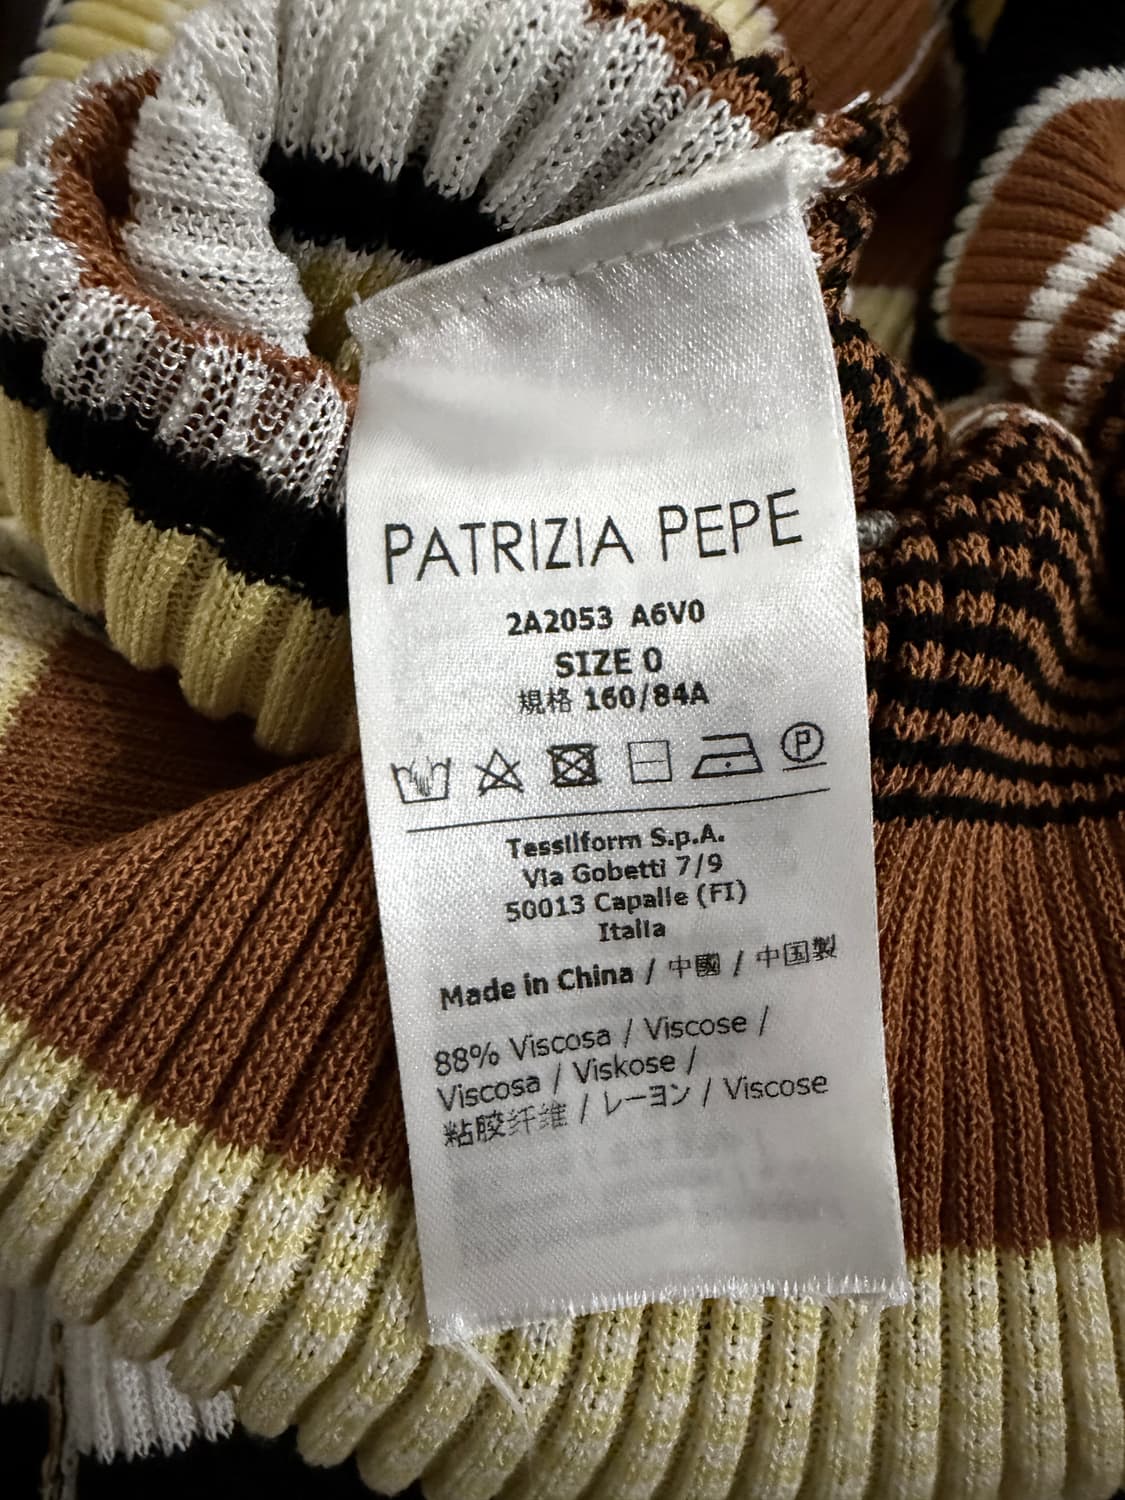 PATRIZIA PEPE
2A2053 A6V0
SIZE 0
規格 160/84A
P
Tessilform S.p.A.
Via Gobetti 7/9
50013 Capalle (FI)
Italia
Made in China / 中國 / 中国製
88% Viscosa / Viscose /
Viscosa / Viskose /
粘胶纤维 / レーヨン / Viscose